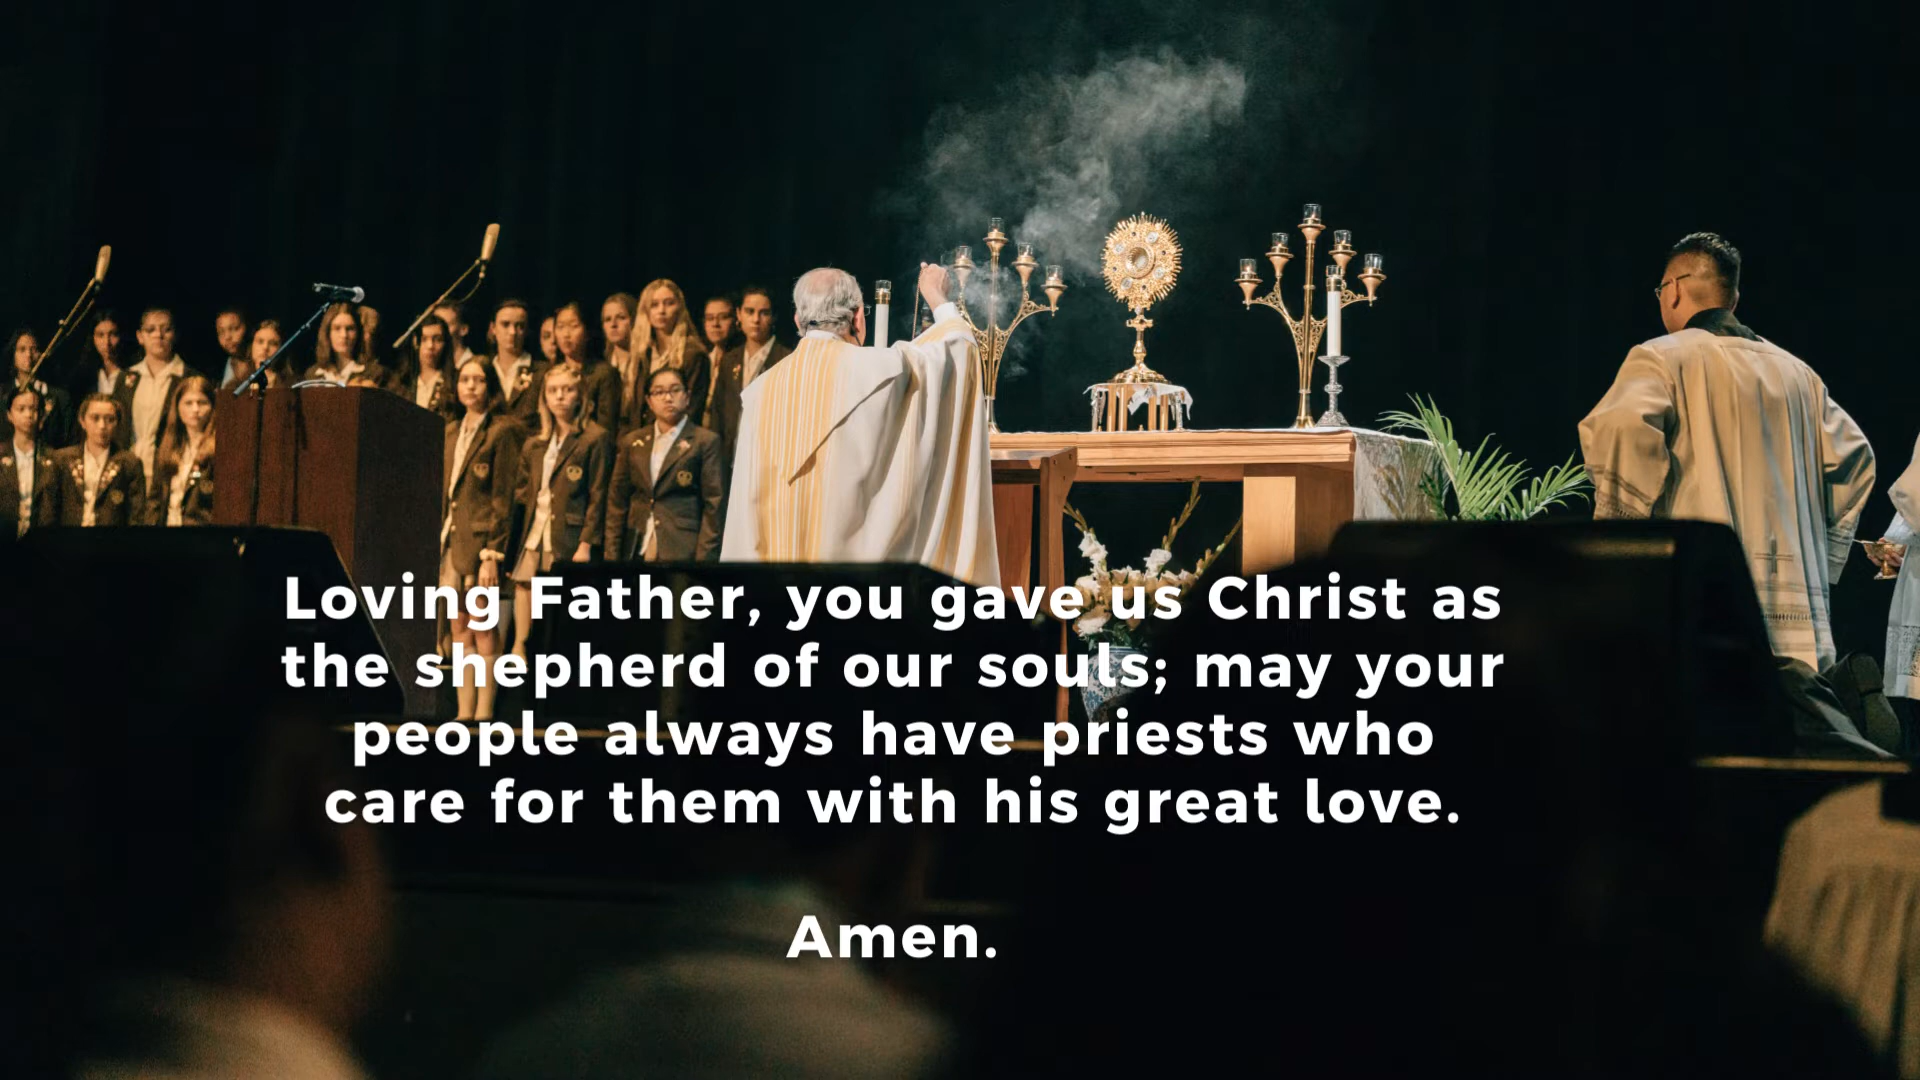 Loving Father, you gave us Christ as
the shepherd of our souls; may your
people always have priests who
care for them with his great love.
Amen.